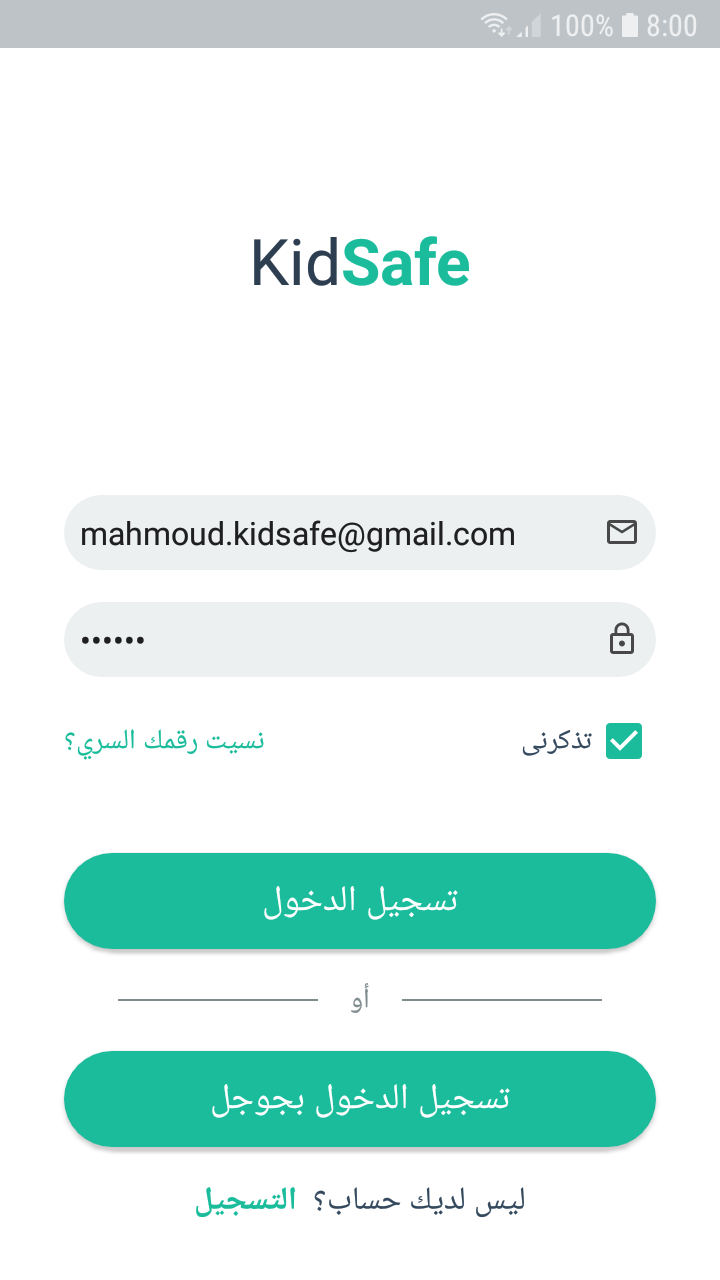 100% 8:00
KidSafe
mahmoud.kidsafe@gmail.com
••••••
تذكرنى نسيت رقمك السري؟
تسجيل الدخول
أو
تسجيل الدخول بجوجل
ليس لديك حساب؟ التسجيل